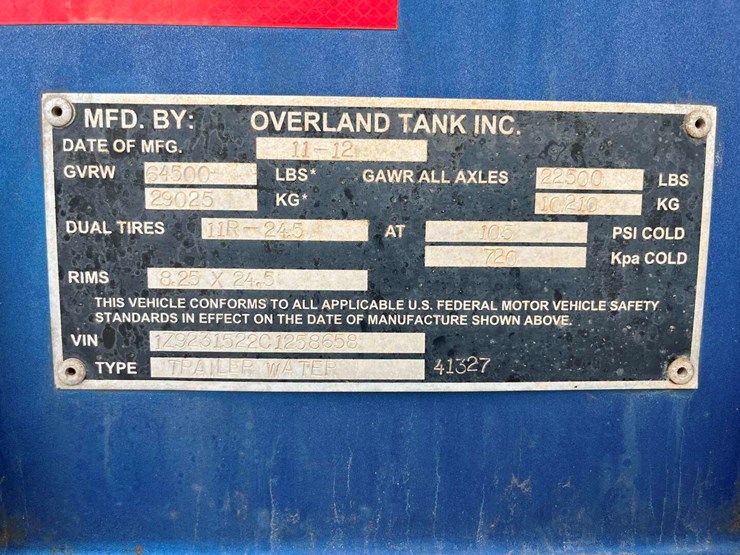 MFD. BY: OVERLAND TANK INC.
DATE OF MFG. 11-12
GVRW 64500 LBS* GAWR ALL AXLES 22500 LBS
29025 KG* 10210 KG
DUAL TIRES 11R-24.5 AT 105 PSI COLD
720 Kpa COLD
RIMS 8.25 X 24.5
THIS VEHICLE CONFORMS TO ALL APPLICABLE U.S. FEDERAL MOTOR VEHICLE SAFETY
STANDARDS IN EFFECT ON THE DATE OF MANUFACTURE SHOWN ABOVE.
VIN
TYPE TRAILER WATER 41327